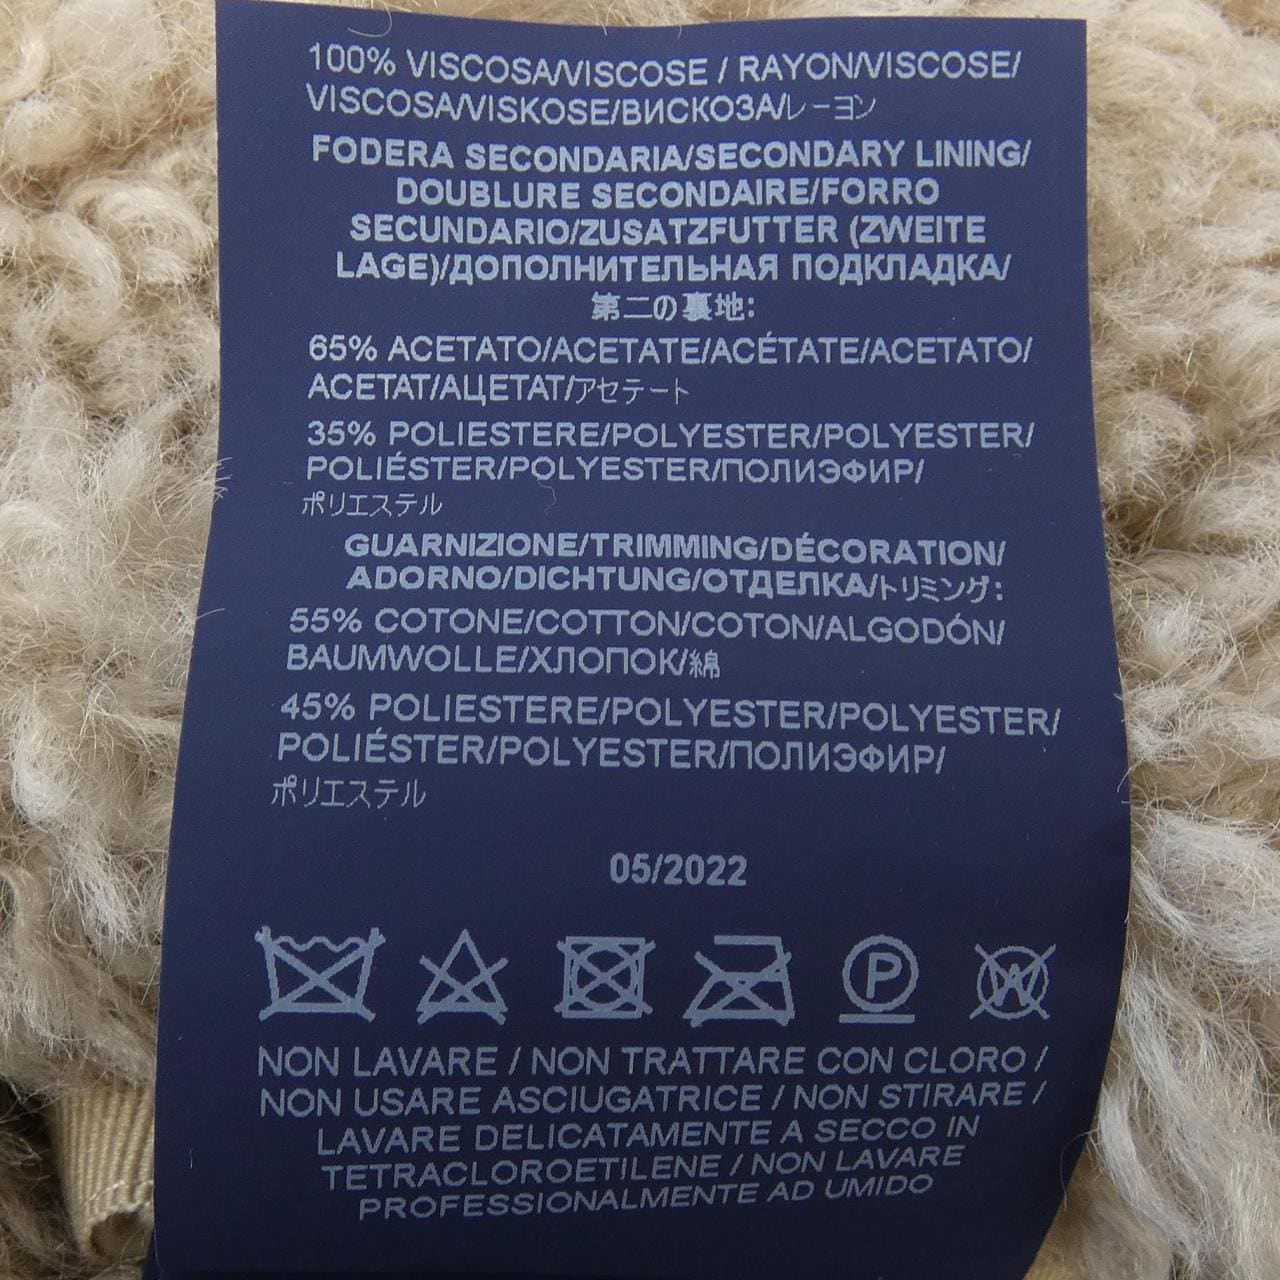 100% VISCOSA/VISCOSE / RAYON/VISCOSE/
VISCOSA/VISKOSE/ВИСКОЗА/レーヨン
FODERA SECONDARIA/SECONDARY LINING/
DOUBLURE SECONDAIRE/FORRO
SECUNDARIO/ZUSATZFUTTER (ZWEITE
LAGE)/ДОПОЛНИТЕЛЬНАЯ ПОДКЛАДКА/
第二の裏地:
65% ACETATO/ACETATE/ACÉTATE/ACETATO/
ACETAT/АЦЕТАТ/アセテート
35% POLIESTERE/POLYESTER/POLYESTER/
POLIÉSTER/POLYESTER/ПОЛИЭФИР/
ポリエステル
GUARNIZIONE/TRIMMING/DÉCORATION/
ADORNO/DICHTUNG/ОТДЕЛКА/トリミング:
55% COTONE/COTTON/COTON/ALGODÓN/
BAUMWOLLE/ХЛОПОК/綿
45% POLIESTERE/POLYESTER/POLYESTER/
POLIÉSTER/POLYESTER/ПОЛИЭФИР/
ポリエステル
05/2022
P W
NON LAVARE / NON TRATTARE CON CLORO /
NON USARE ASCIUGATRICE / NON STIRARE /
LAVARE DELICATAMENTE A SECCO IN
TETRACLOROETILENE / NON LAVARE
PROFESSIONALMENTE AD UMIDO